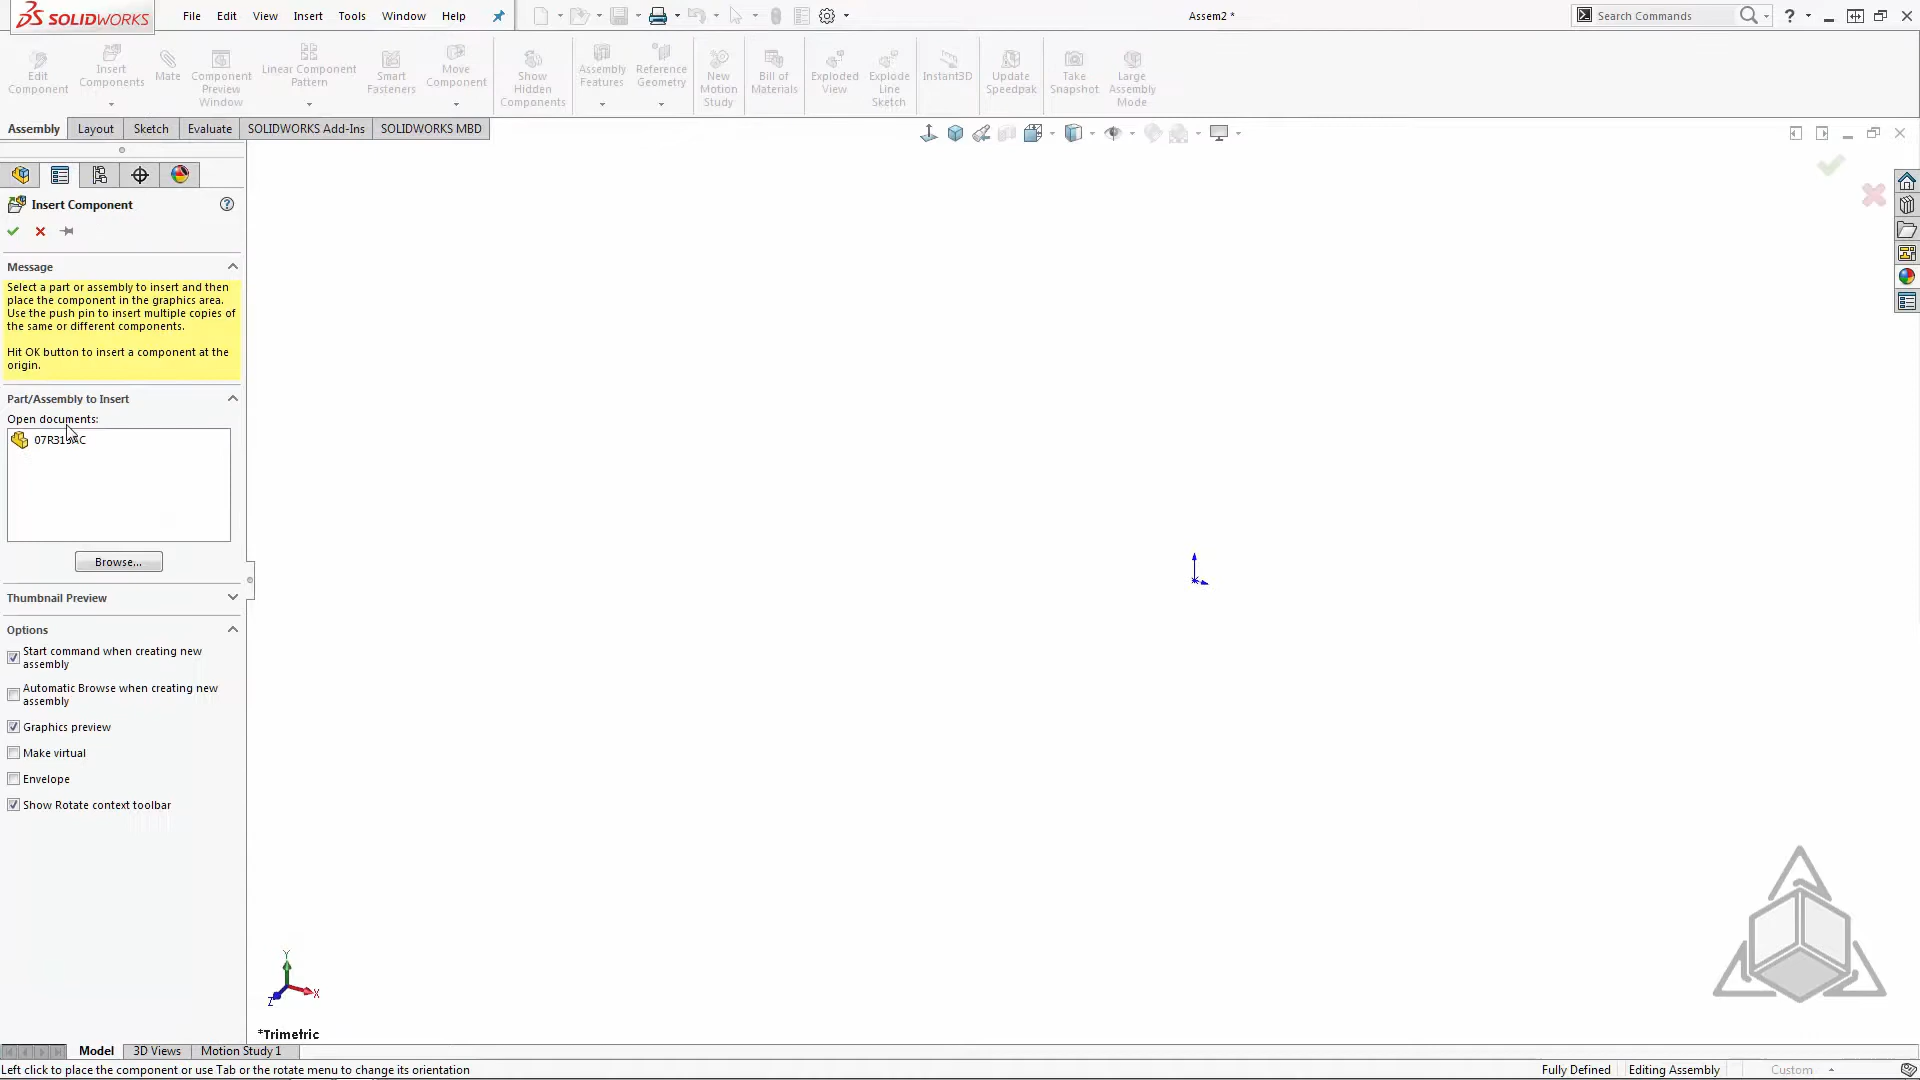 SOLIDWORKS
File Edit View Insert Tools Window Help
Assem2 *
Search Commands
?
Edit
Component
Insert
Components
Mate
Component
Preview
Window
Linear Component
Pattern
Smart
Fasteners
Move
Component
Show
Hidden
Components
Assembly
Features
Reference
Geometry
New
Motion
Study
Bill of
Materials
Exploded
View
Explode
Line
Sketch
Instant3D
Update
Speedpak
Take
Snapshot
Large
Assembly
Mode
Assembly Layout Sketch Evaluate SOLIDWORKS Add-Ins SOLIDWORKS MBD
Insert Component
Message
Select a part or assembly to insert and then
place the component in the graphics area.
Use the push pin to insert multiple copies of
the same or different components.
Hit OK button to insert a component at the
origin.
Part/Assembly to Insert
Open documents:
Browse...
Thumbnail Preview
Options
Start command when creating new
assembly
Automatic Browse when creating new
assembly
Graphics preview
Make virtual
Envelope
Show Rotate context toolbar
Y
X
Z
*Trimetric
Model 3D Views Motion Study 1
Left click to place the component or use Tab or the rotate menu to change its orientation
Fully Defined Editing Assembly Custom